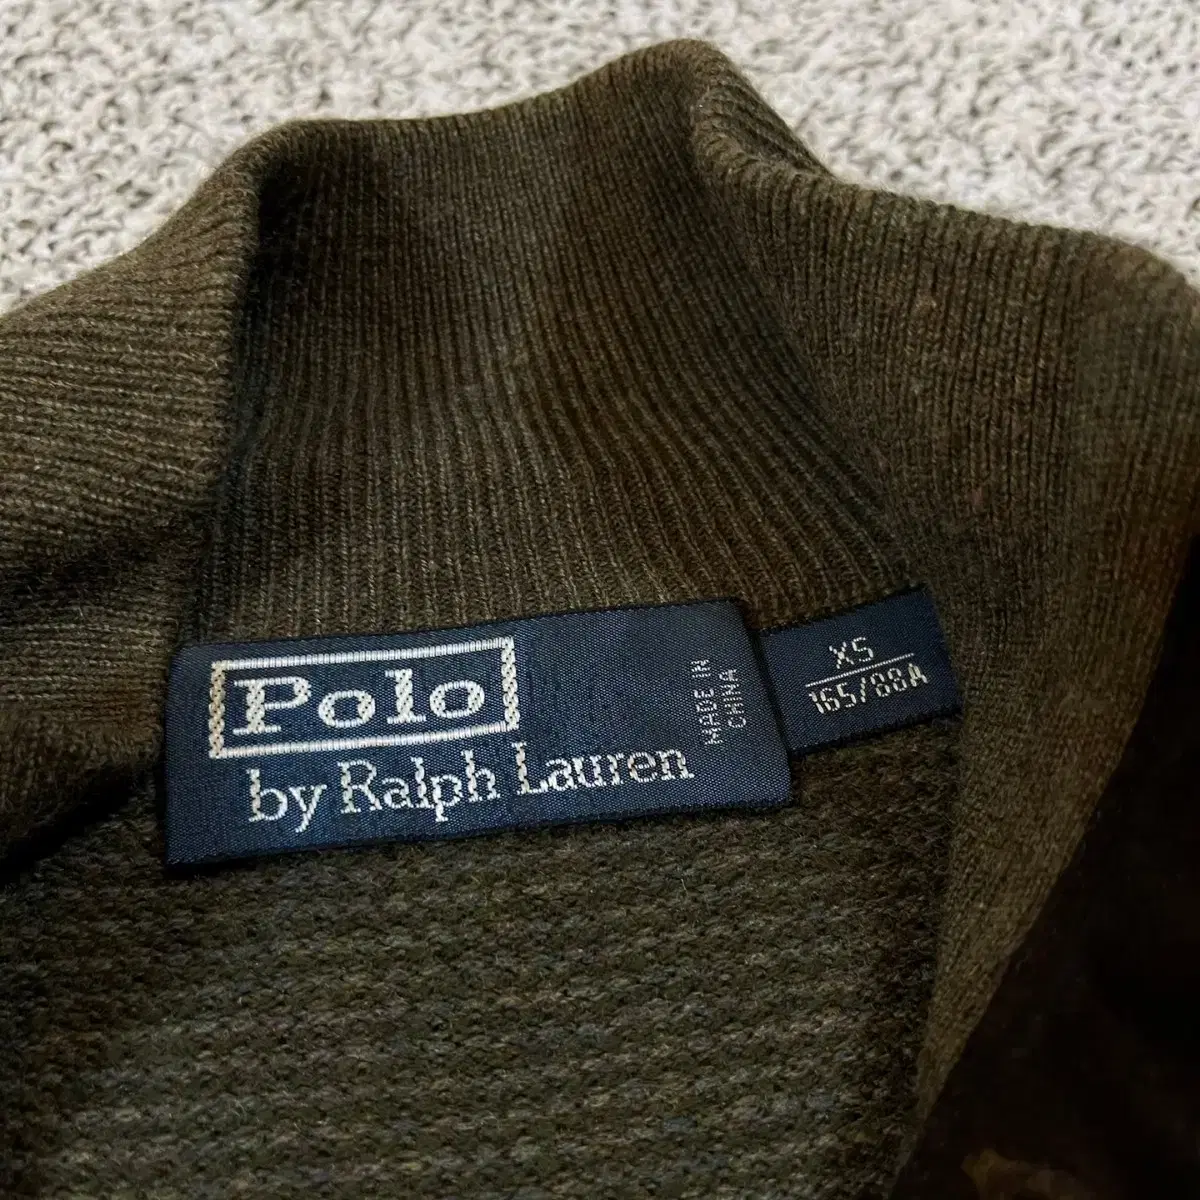 Polo
by Ralph Lauren
MADE IN
CHINA
XS
165/88A